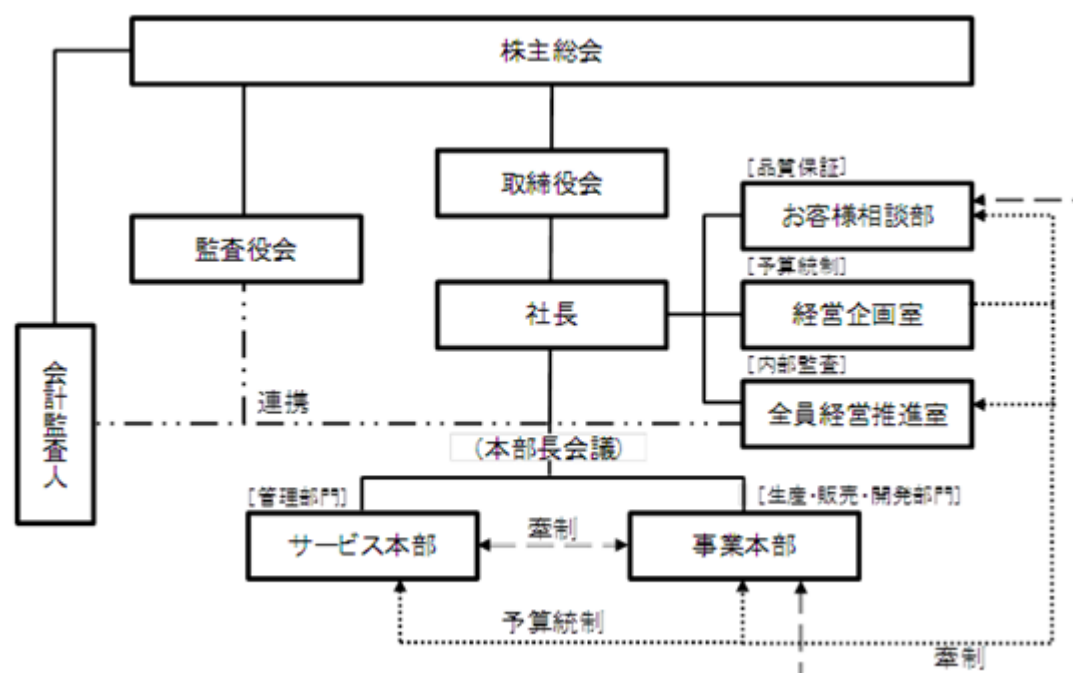 株主総会
[品質保証]
取締役会
お客様相談部
監査役会
[予算統制]
社長
経営企画室
[内部監査]
会計監査人
連携
全員経営推進室
(本部長会議)
[管理部門]
[生産・販売・開発部門]
サービス本部
牽制
事業本部
予算統制
牽制